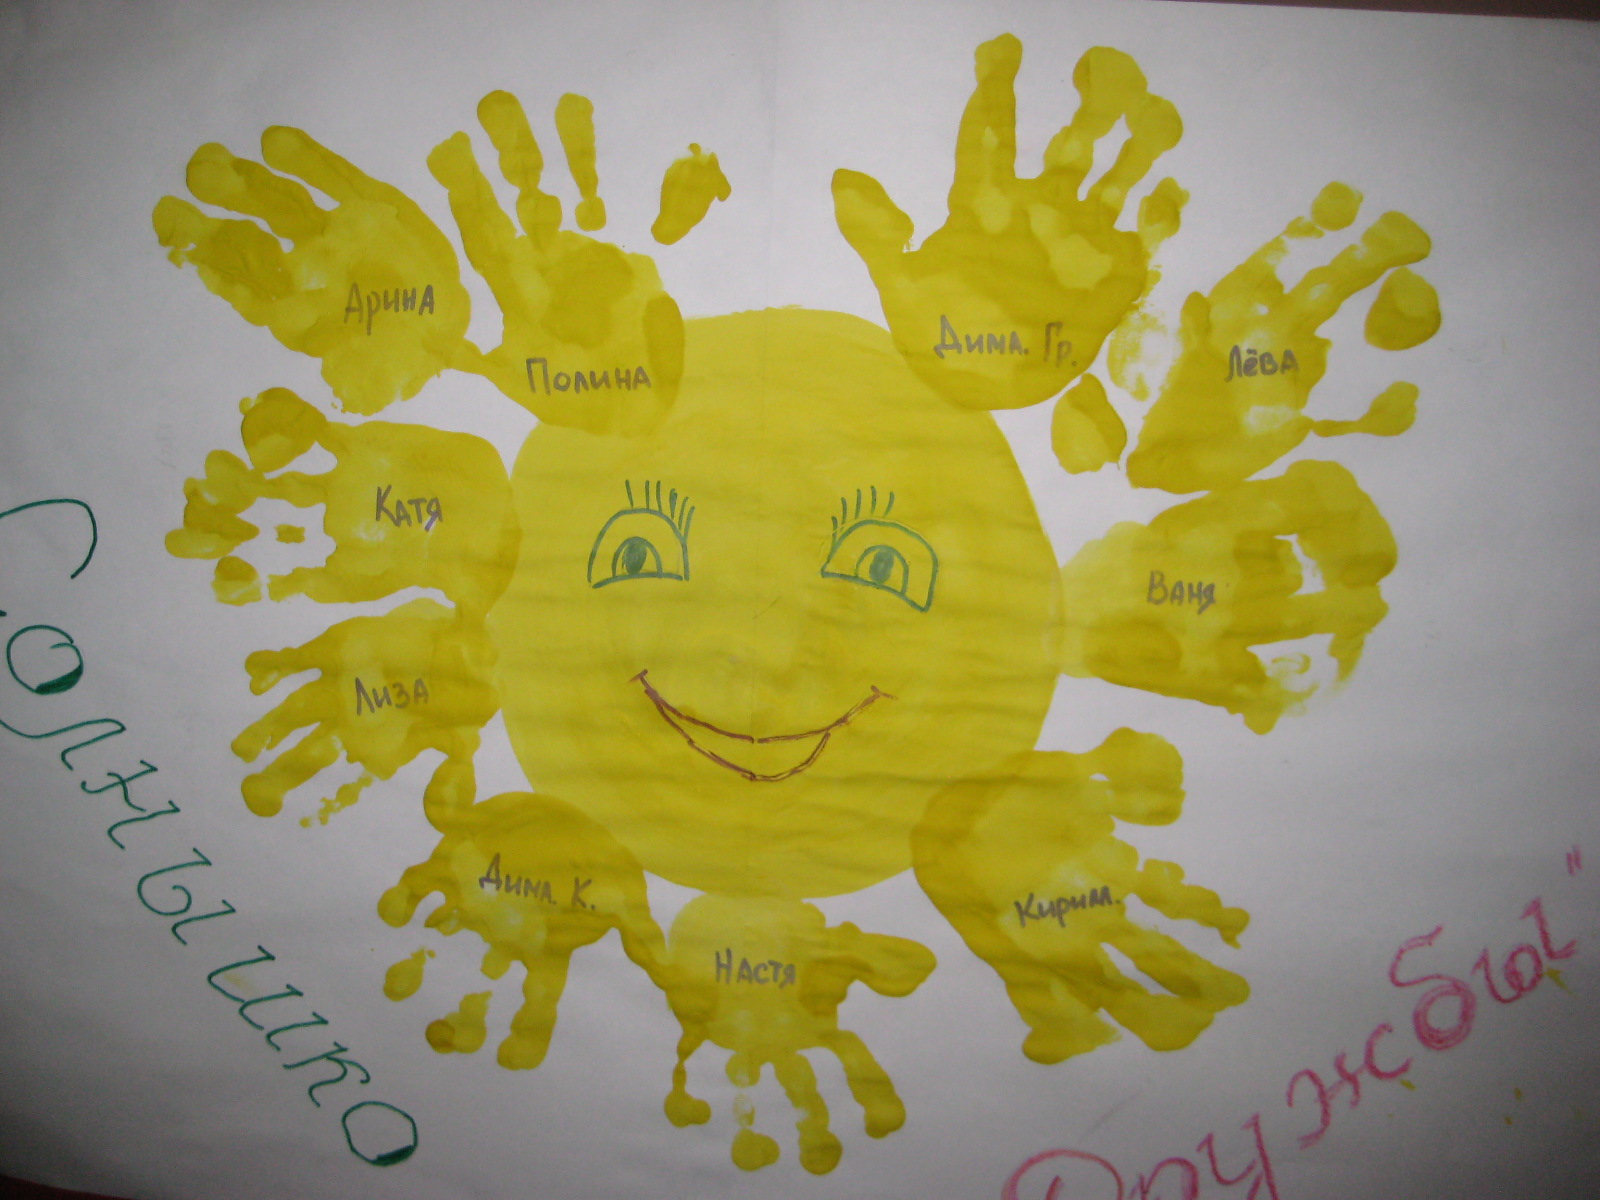 Солнышко
Дружбы"
Арина
Полина
Дима. Гр.
Лёва
Катя
Ваня
Лиза
Дима. К.
Настя
Кирилл.